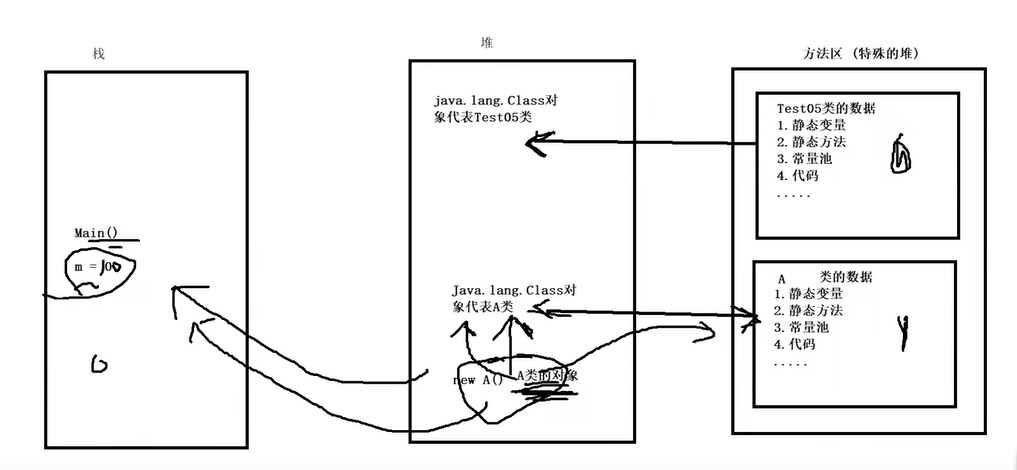 栈
堆
方法区 (特殊的堆)
java.lang.Class对
象代表Test05类
Test05类的数据
1.静态变量
2.静态方法
3.常量池
4.代码
.....
Main()
m = 100
Java.lang.Class对
象代表A类
A 类的数据
1.静态变量
2.静态方法
3.常量池
4.代码
.....
new A() A类的对象